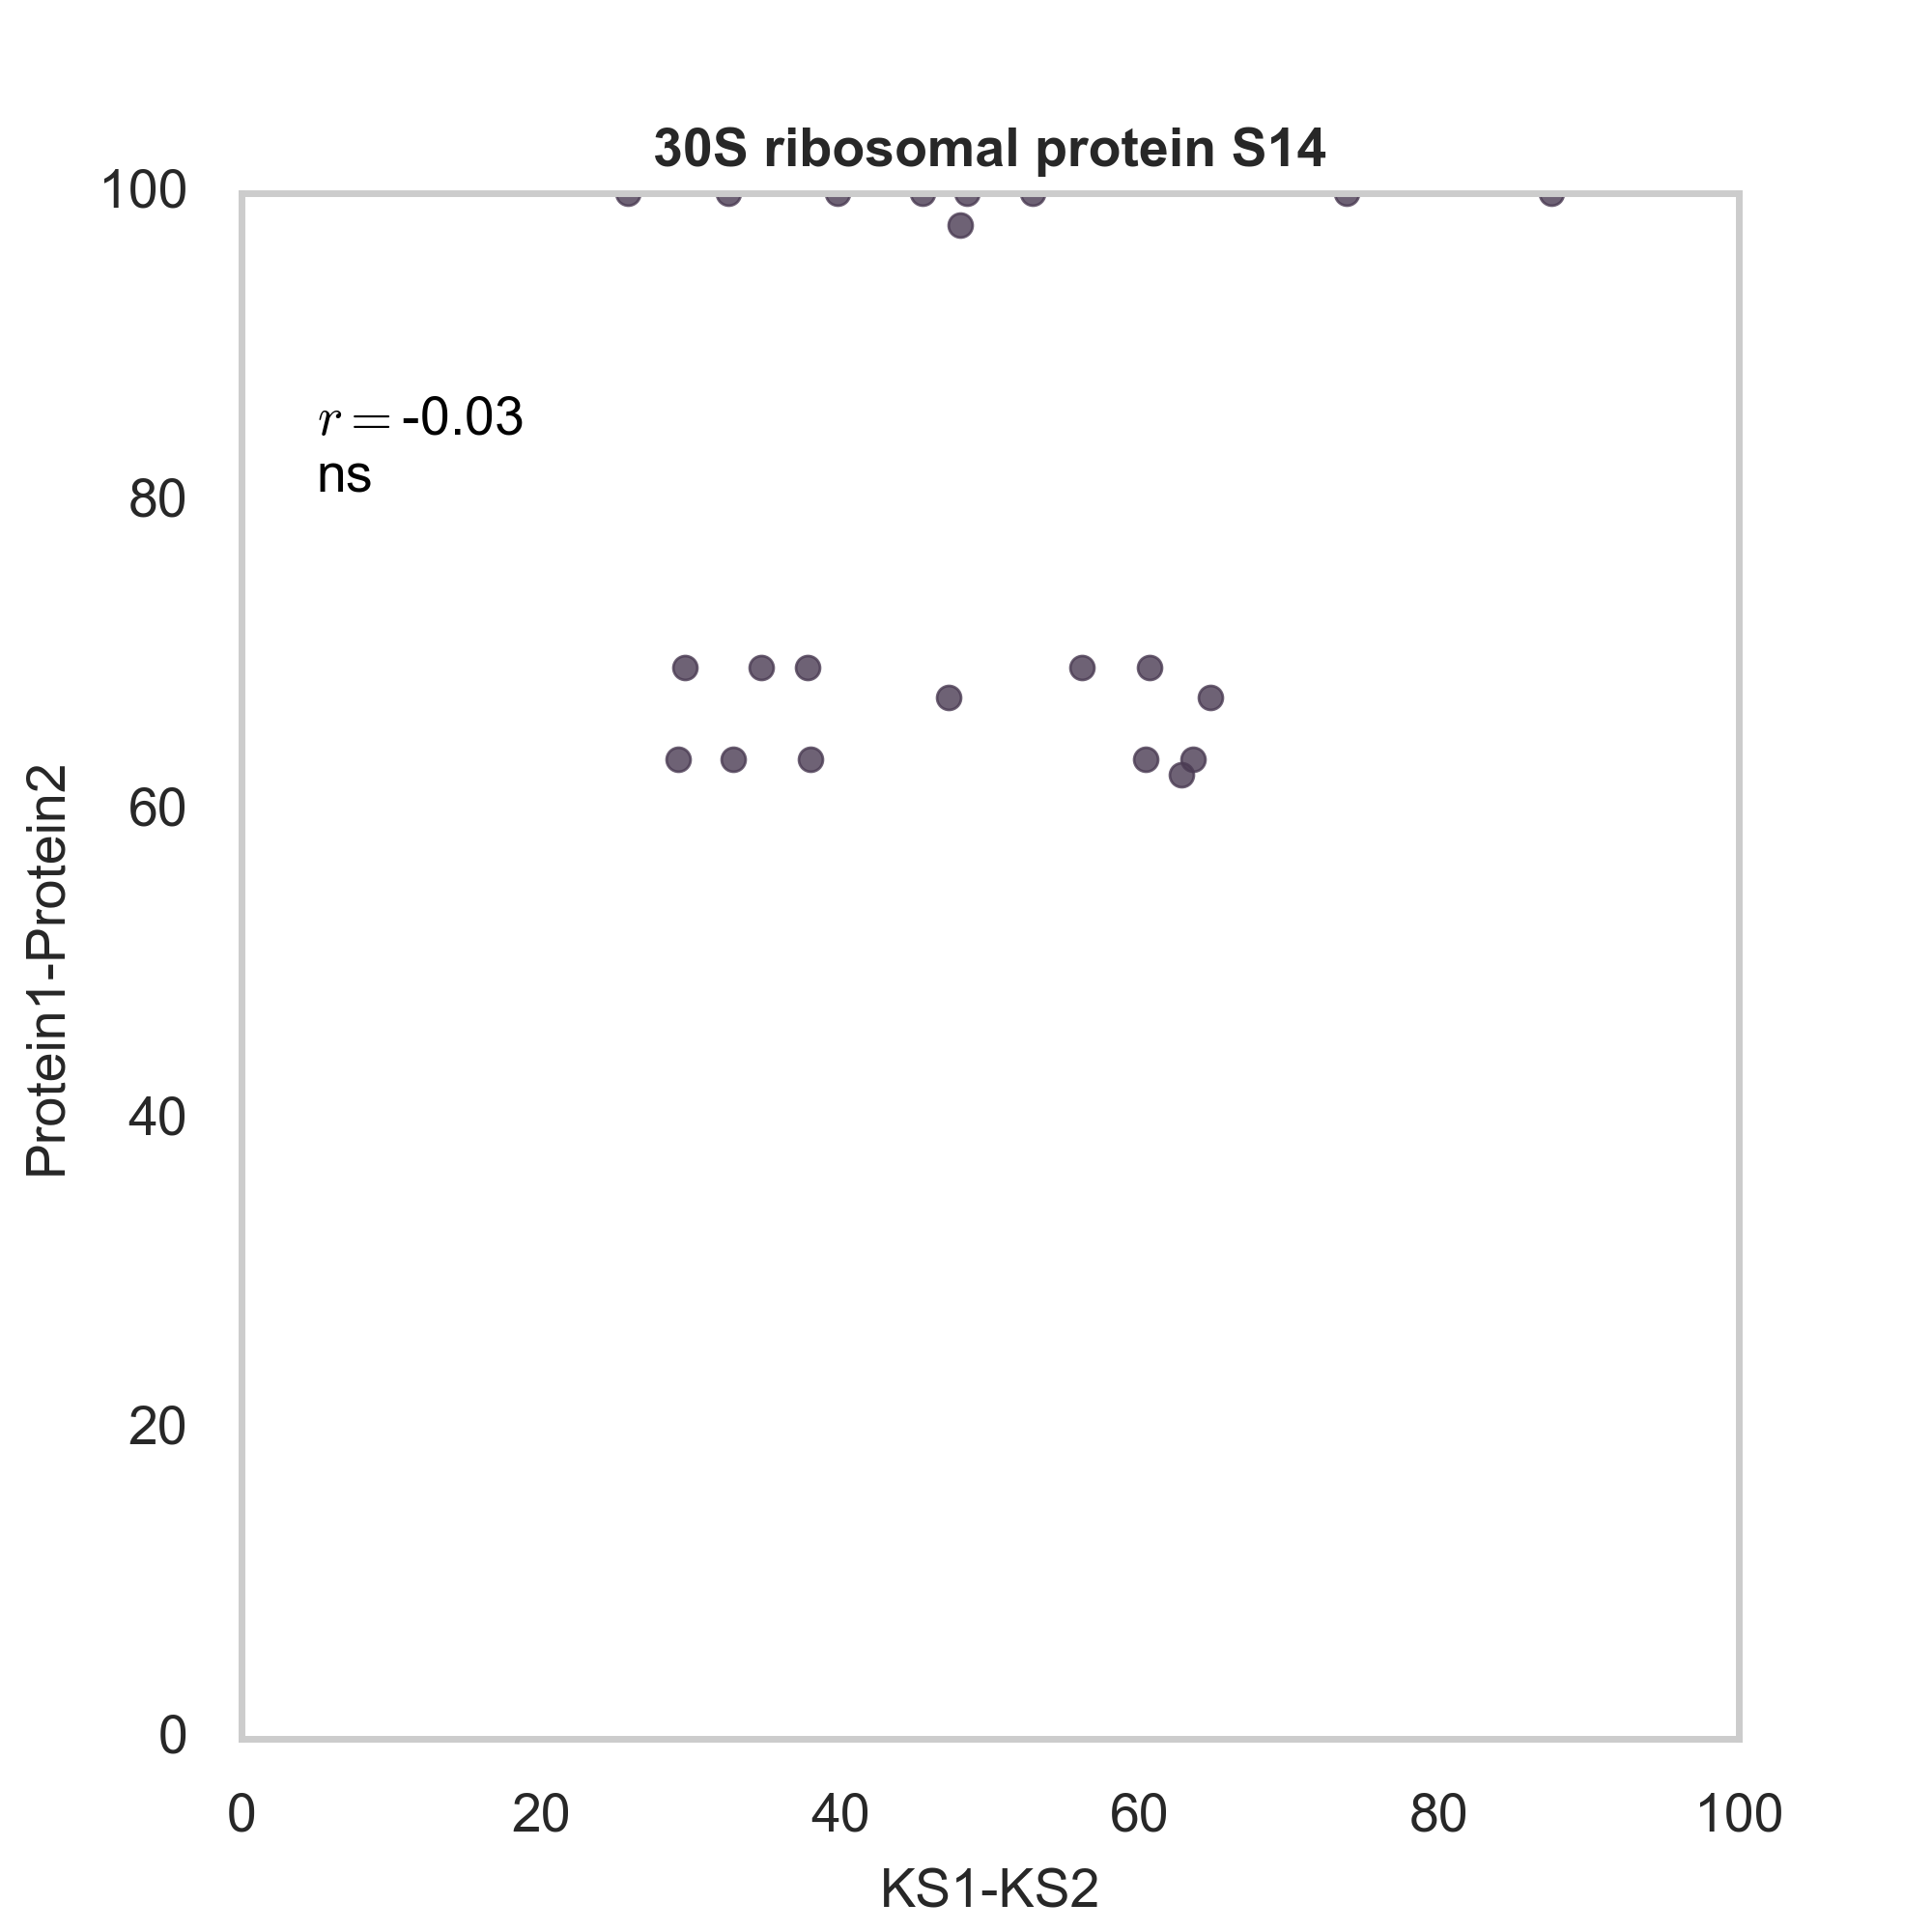 30S ribosomal protein S14
100
80
60
40
20
0
r = -0.03
ns
Protein1-Protein2
0 20 40 60 80 100
KS1-KS2